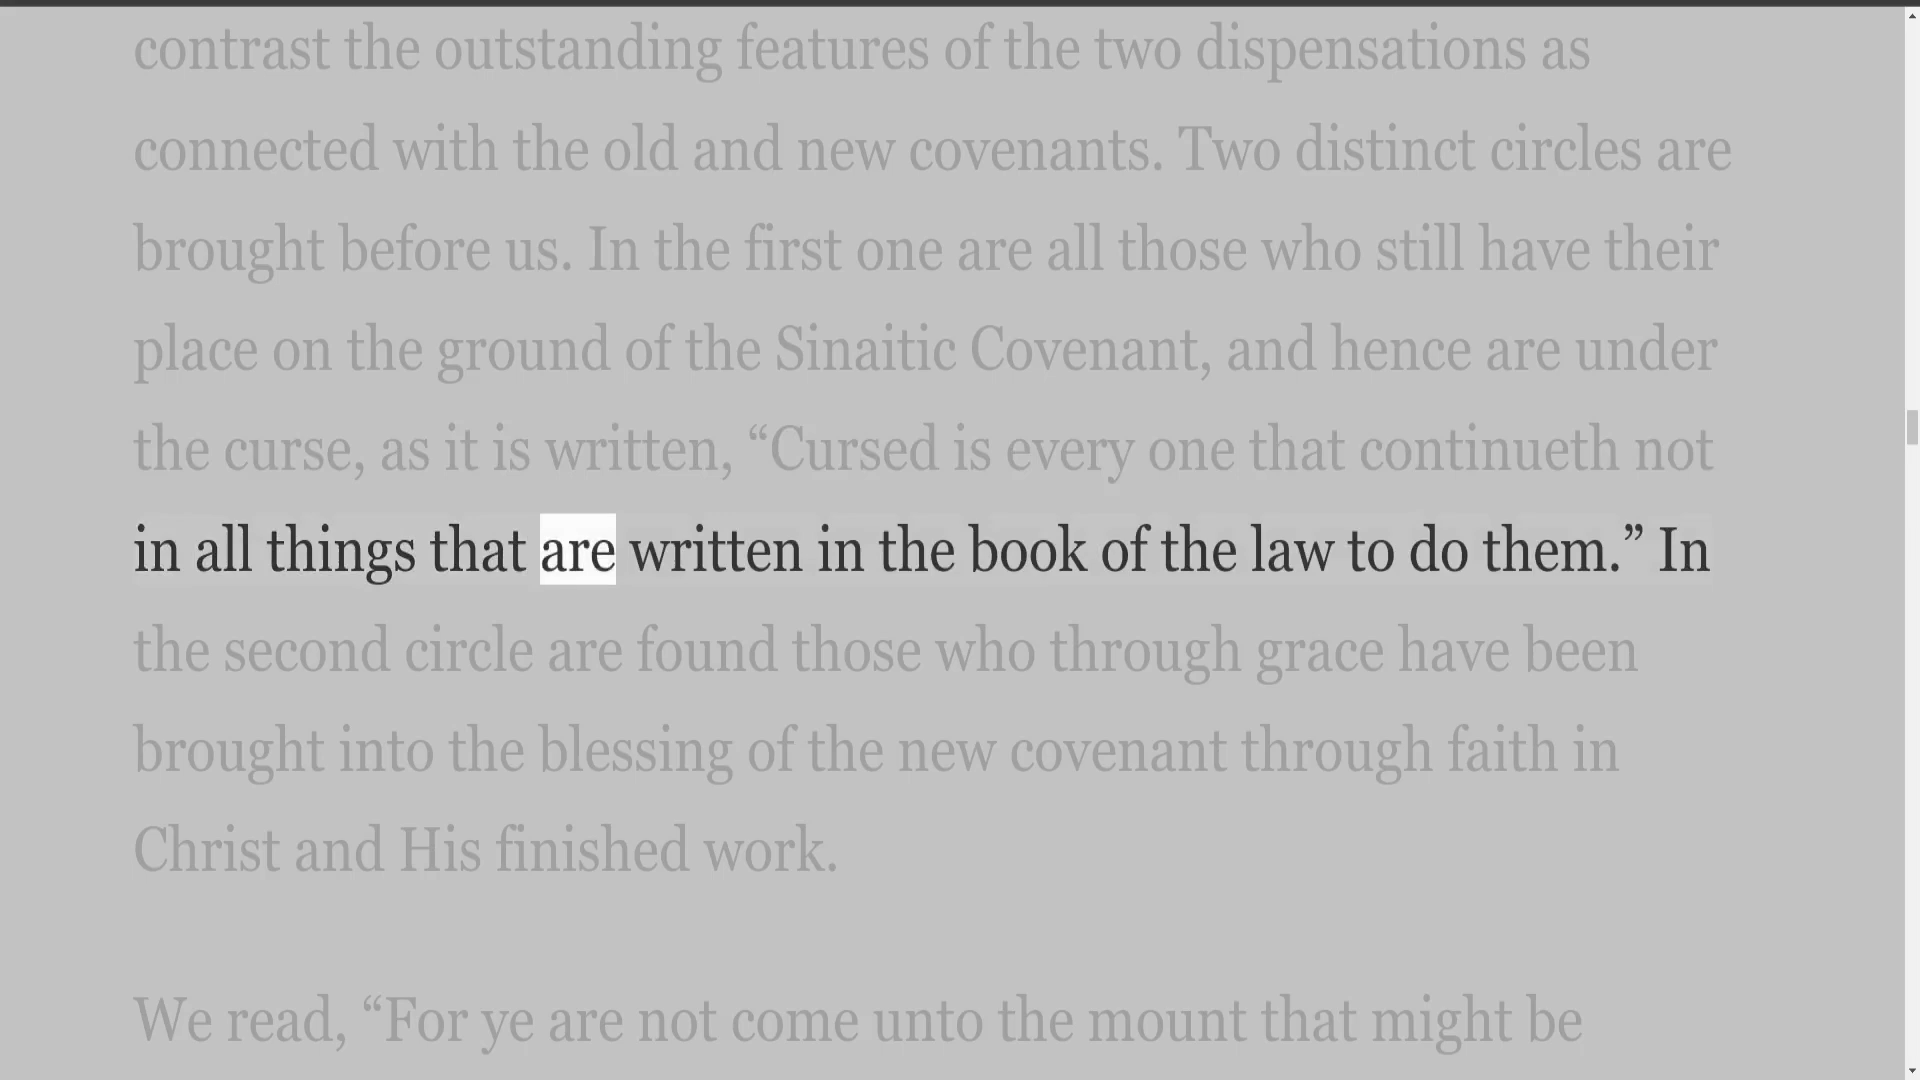 contrast the outstanding features of the two dispensations as
connected with the old and new covenants. Two distinct circles are
brought before us. In the first one are all those who still have their
place on the ground of the Sinaitic Covenant, and hence are under
the curse, as it is written, “Cursed is every one that continueth not
in all things that are written in the book of the law to do them.” In
the second circle are found those who through grace have been
brought into the blessing of the new covenant through faith in
Christ and His finished work.
We read, “For ye are not come unto the mount that might be